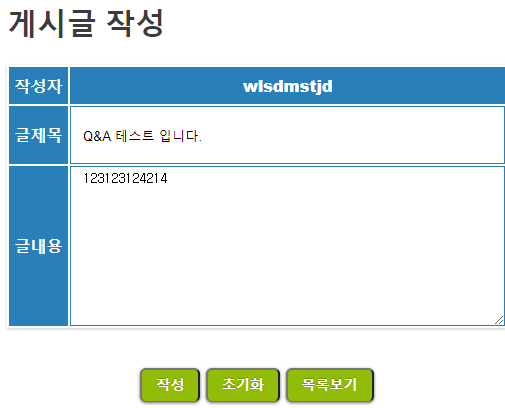 게시글 작성
작성자 wlsdmstjd
글제목 Q&A 테스트 입니다.
글내용 123123124214
작성 초기화 목록보기